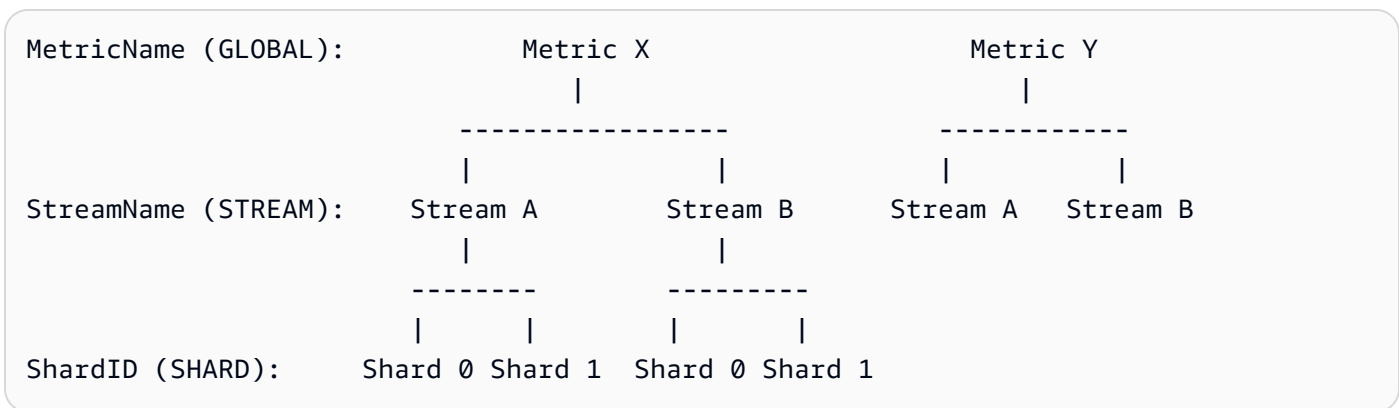 MetricName (GLOBAL):           Metric X                    Metric Y
                                  |                           |
                           -----------------            ------------
                           |               |            |          |
StreamName (STREAM):    Stream A        Stream B      Stream A   Stream B
                           |               |
                        --------        ---------
                        |      |        |       |
ShardID (SHARD):     Shard 0 Shard 1  Shard 0 Shard 1